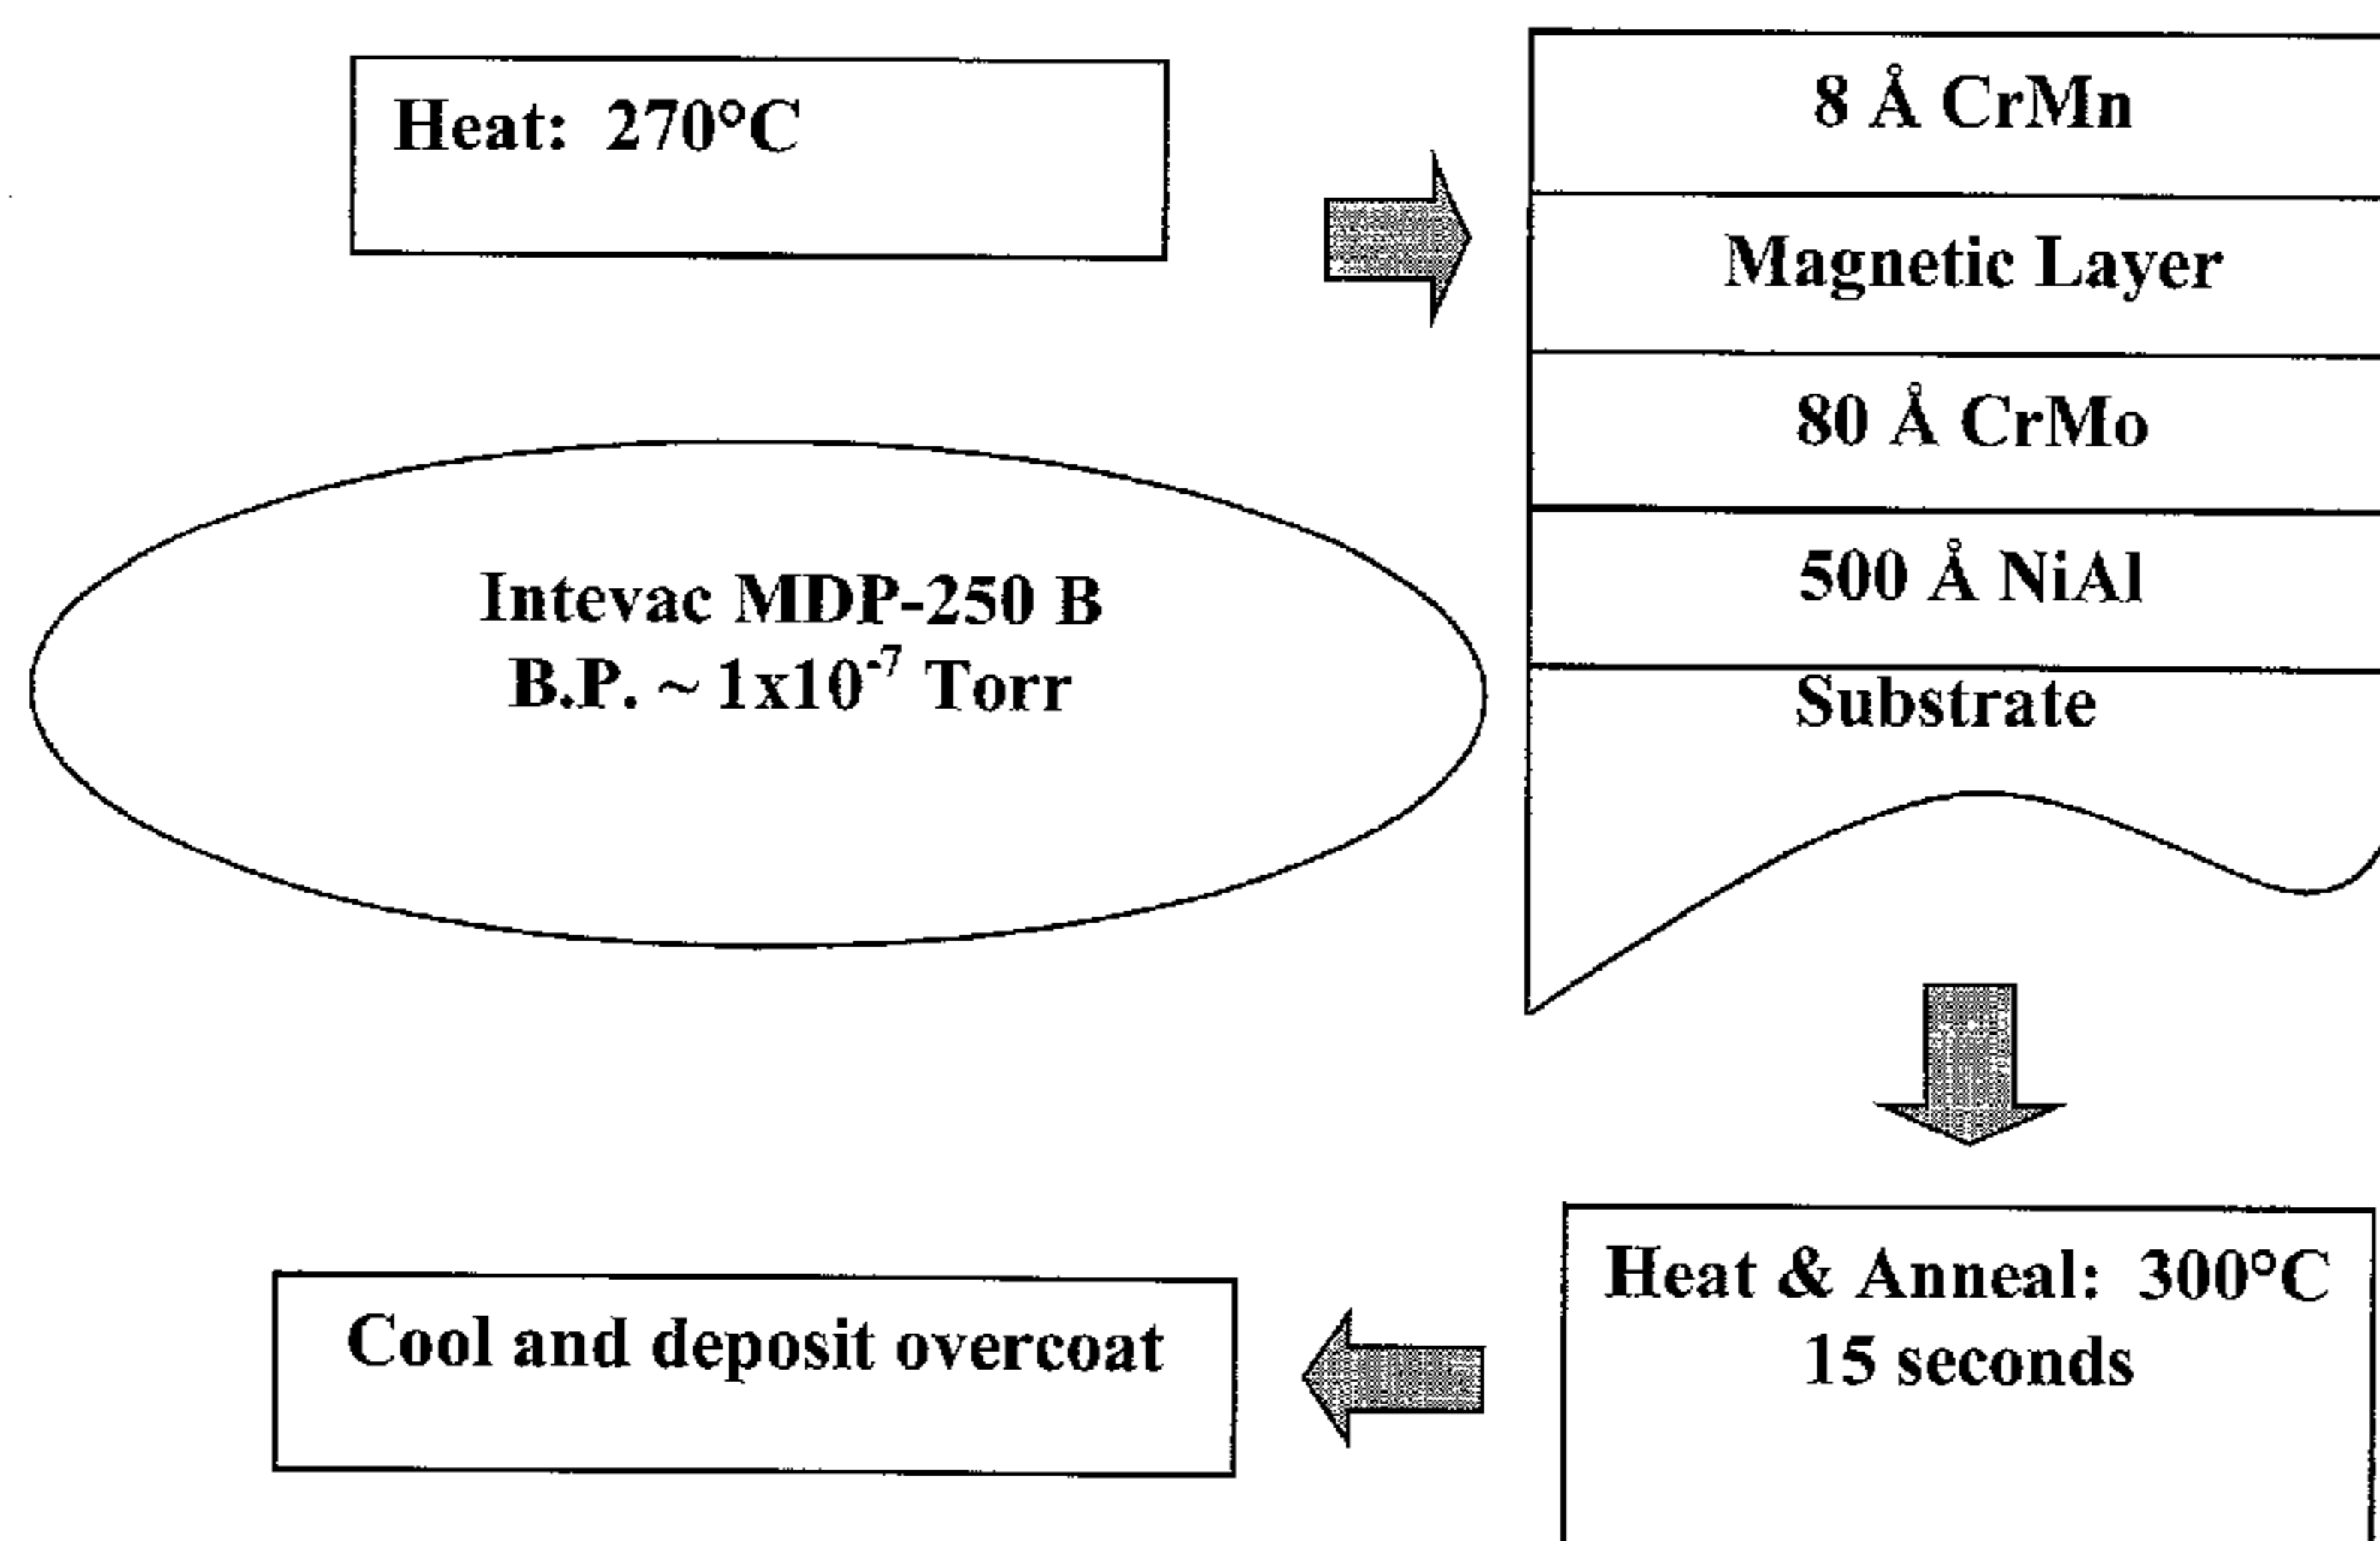 Heat: 270°C
8 Å CrMn
Magnetic Layer
80 Å CrMo
500 Å NiAl
Substrate
Intevac MDP-250 B
B.P. ~ 1x10⁻⁷ Torr
Heat & Anneal: 300°C
15 seconds
Cool and deposit overcoat